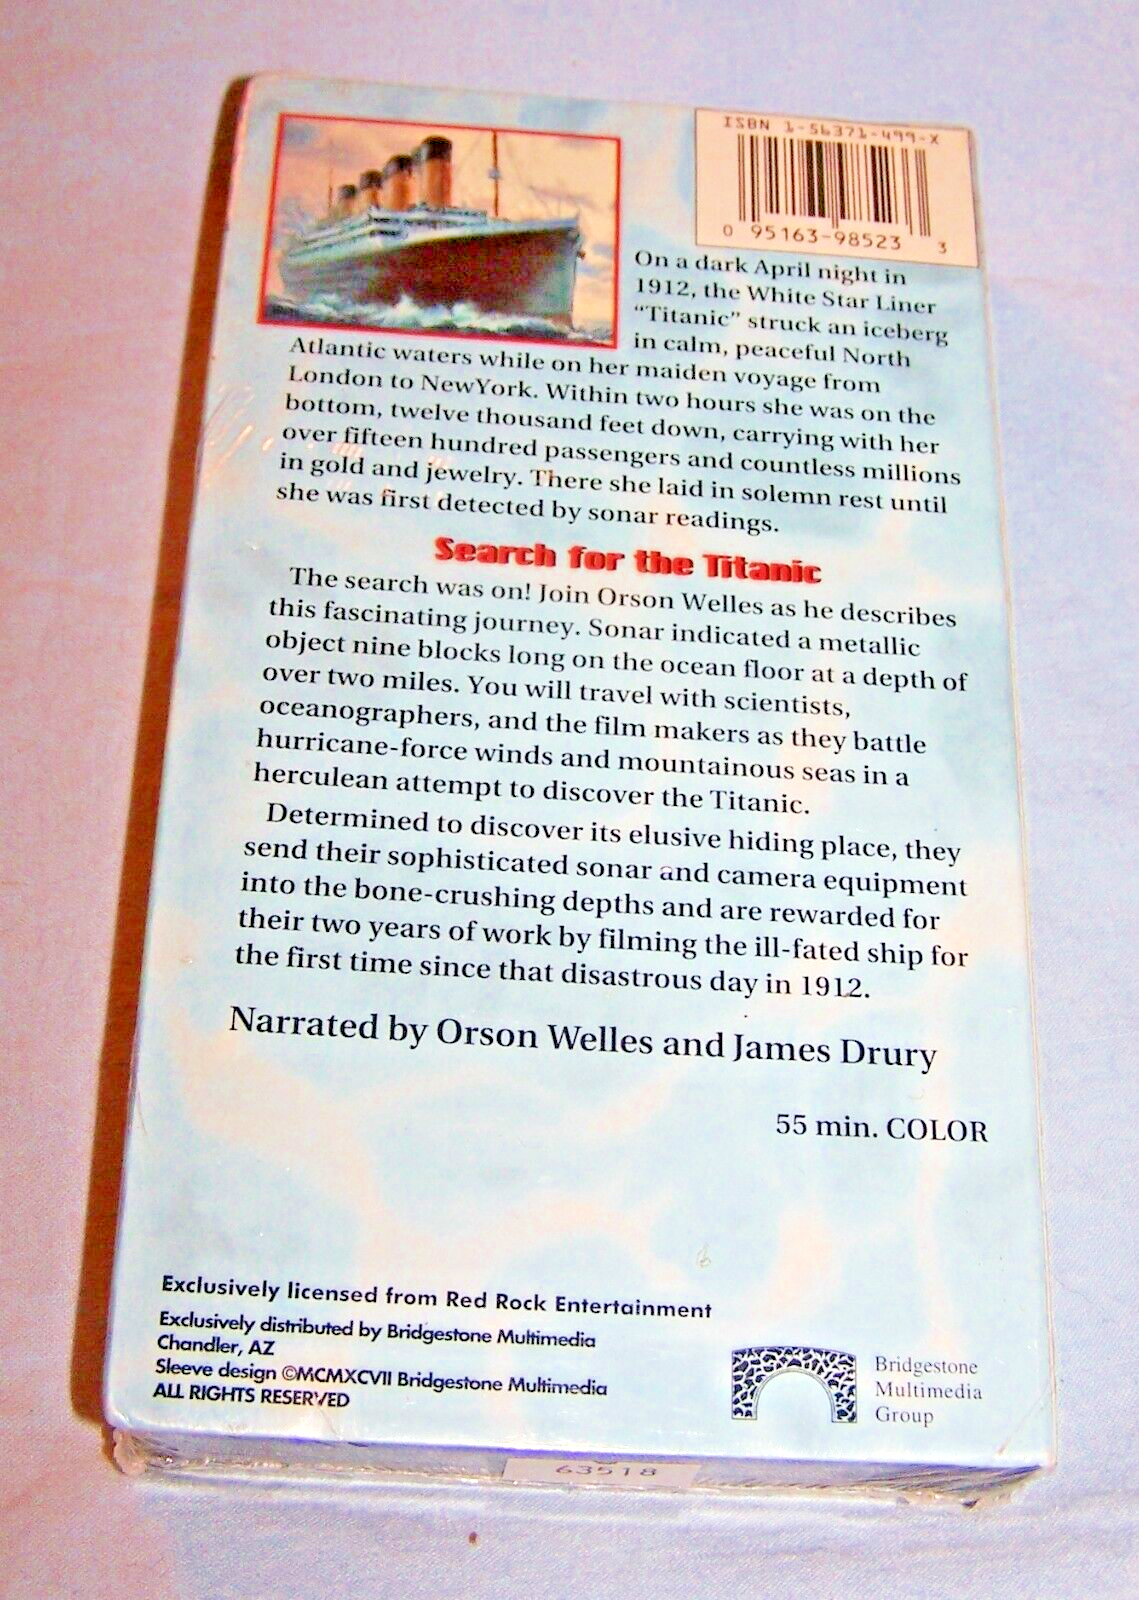 ISBN 1-56371-499-X
0 95163-98523 3
On a dark April night in
1912, the White Star Liner
“Titanic” struck an iceberg
in calm, peaceful North
Atlantic waters while on her maiden voyage from
London to NewYork. Within two hours she was on the
bottom, twelve thousand feet down, carrying with her
over fifteen hundred passengers and countless millions
in gold and jewelry. There she laid in solemn rest until
she was first detected by sonar readings.
Search for the Titanic
The search was on! Join Orson Welles as he describes
this fascinating journey. Sonar indicated a metallic
object nine blocks long on the ocean floor at a depth of
over two miles. You will travel with scientists,
oceanographers, and the film makers as they battle
hurricane-force winds and mountainous seas in a
herculean attempt to discover the Titanic.
Determined to discover its elusive hiding place, they
send their sophisticated sonar and camera equipment
into the bone-crushing depths and are rewarded for
their two years of work by filming the ill-fated ship for
the first time since that disastrous day in 1912.
Narrated by Orson Welles and James Drury
55 min. COLOR
Exclusively licensed from Red Rock Entertainment
Exclusively distributed by Bridgestone Multimedia
Chandler, AZ
Sleeve design ©MCMXCVII Bridgestone Multimedia
ALL RIGHTS RESERVED
Bridgestone
Multimedia
Group
63518